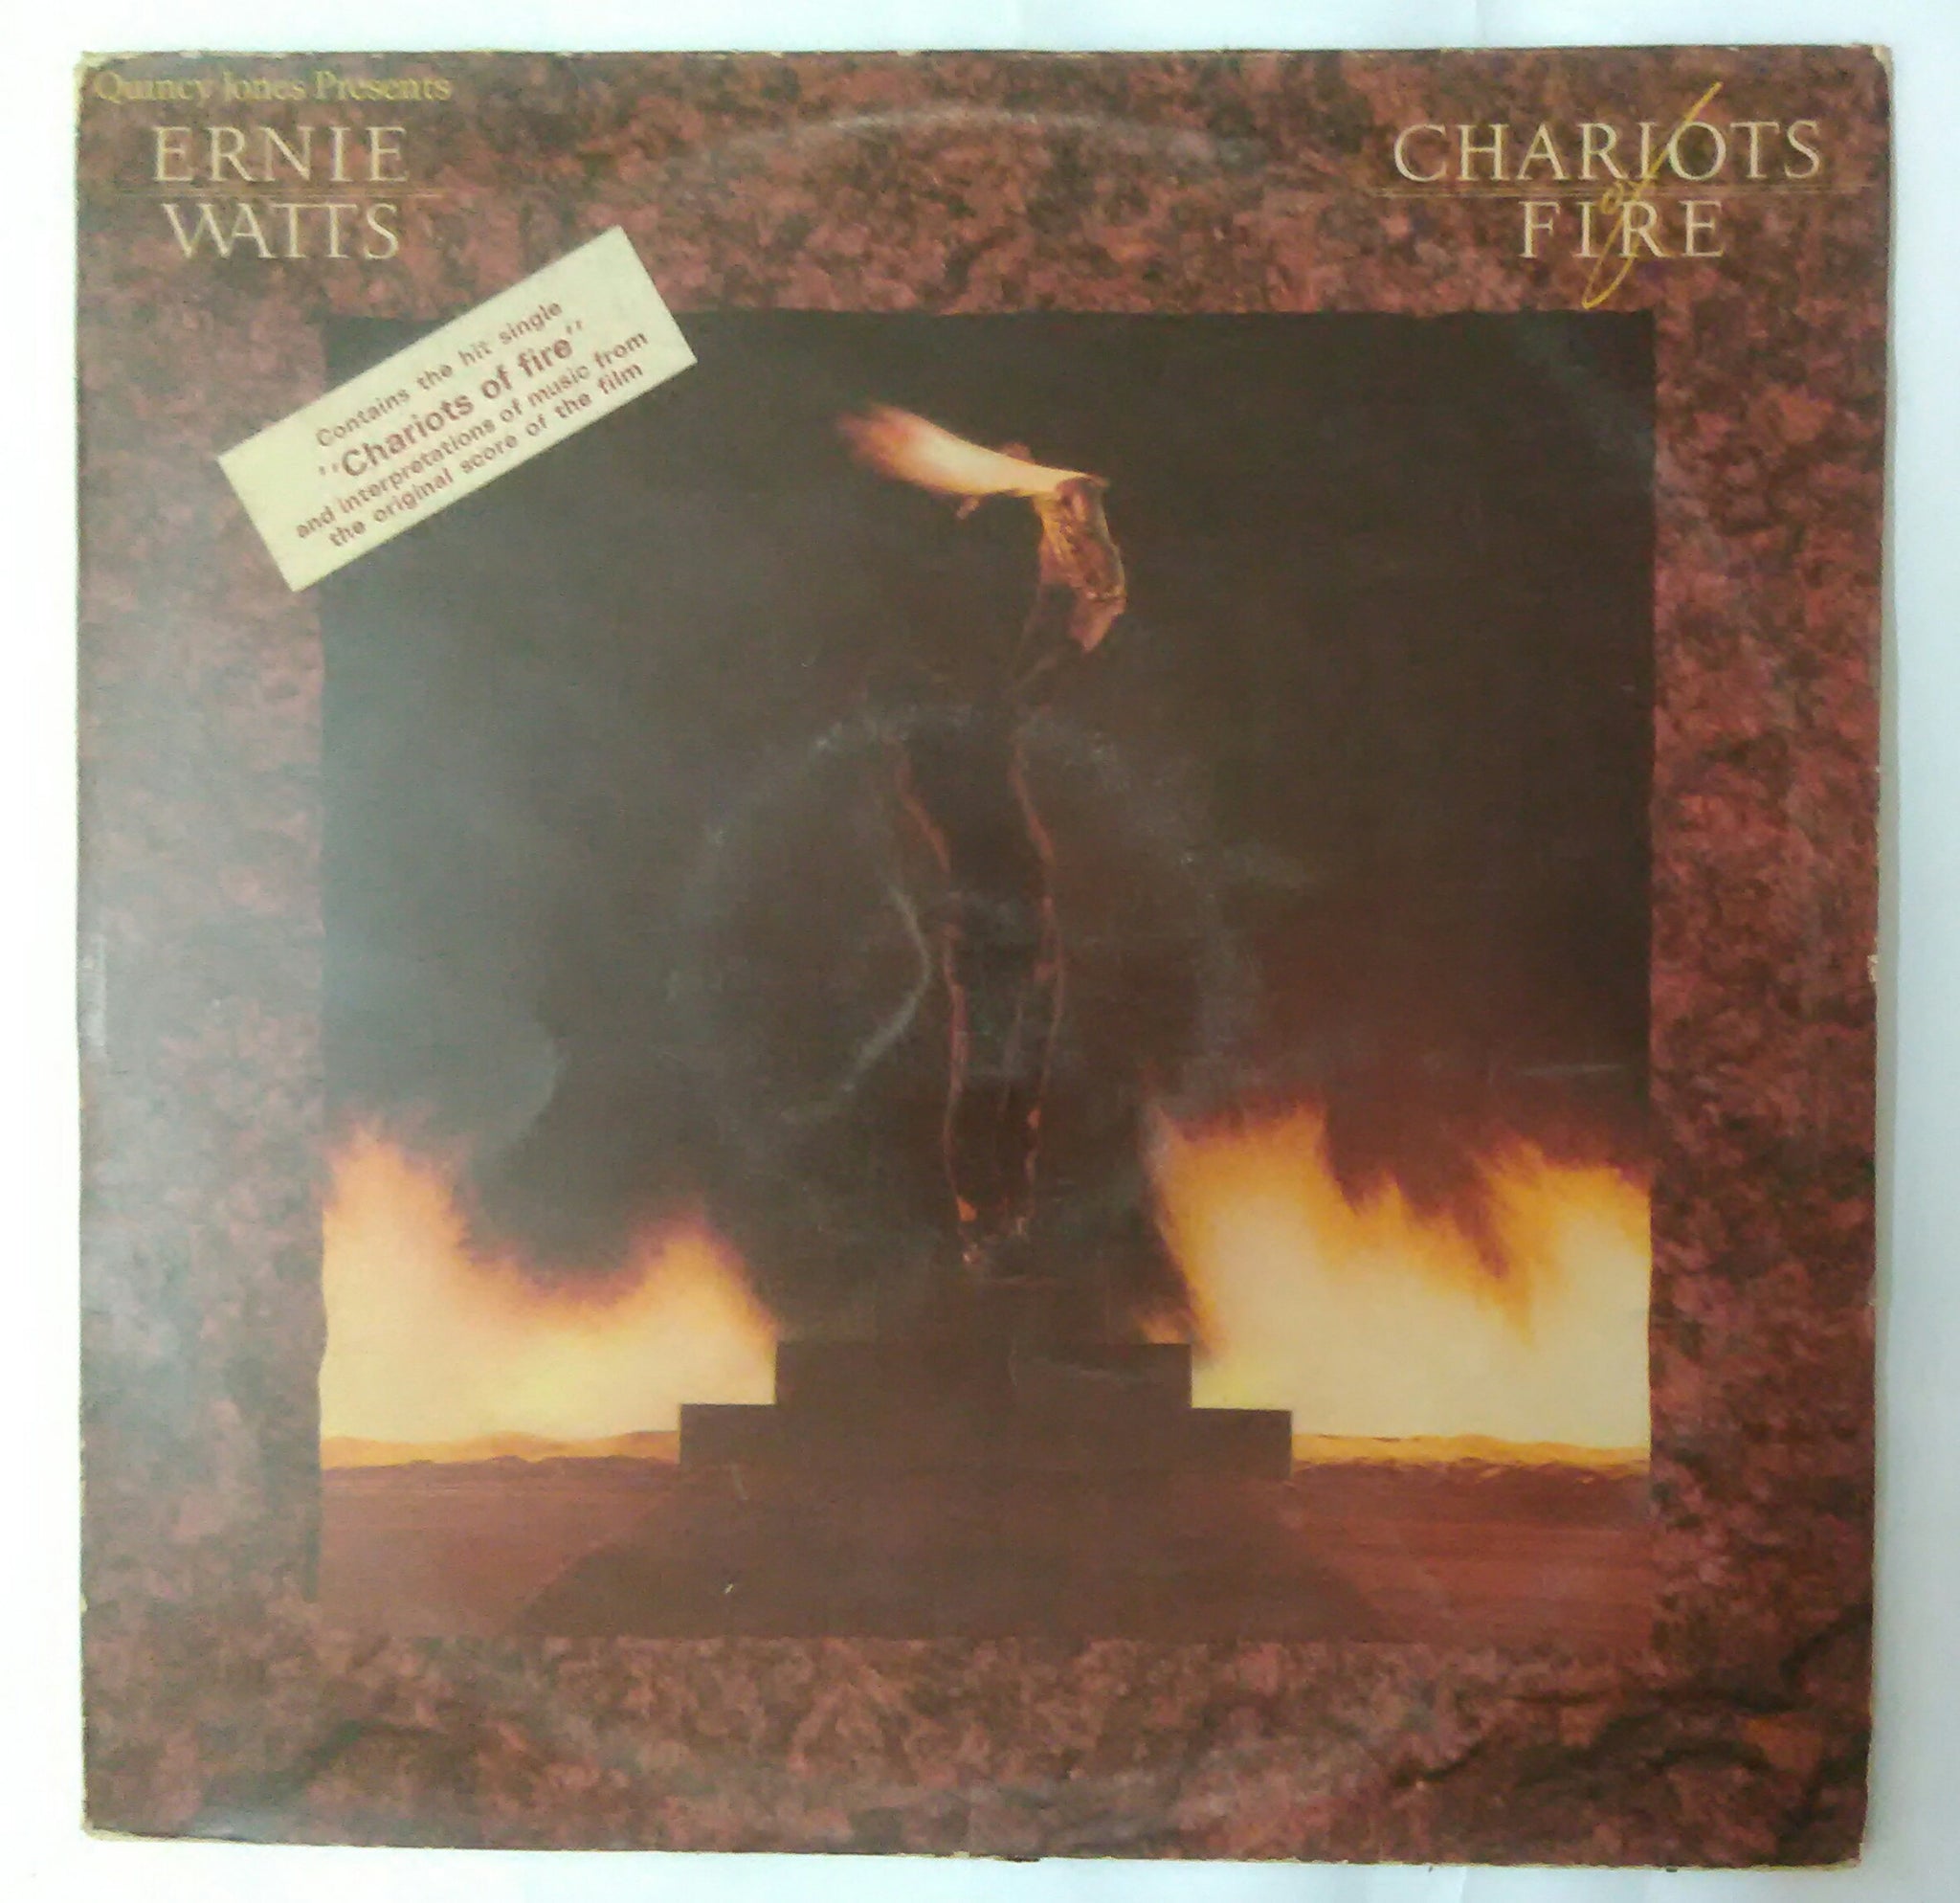 Quincy Jones Presents
ERNIE
WATTS
CHARIOTS
of
FIRE
Contains the hit single
"Chariots of fire"
and interpretations of music from
the original score of the film